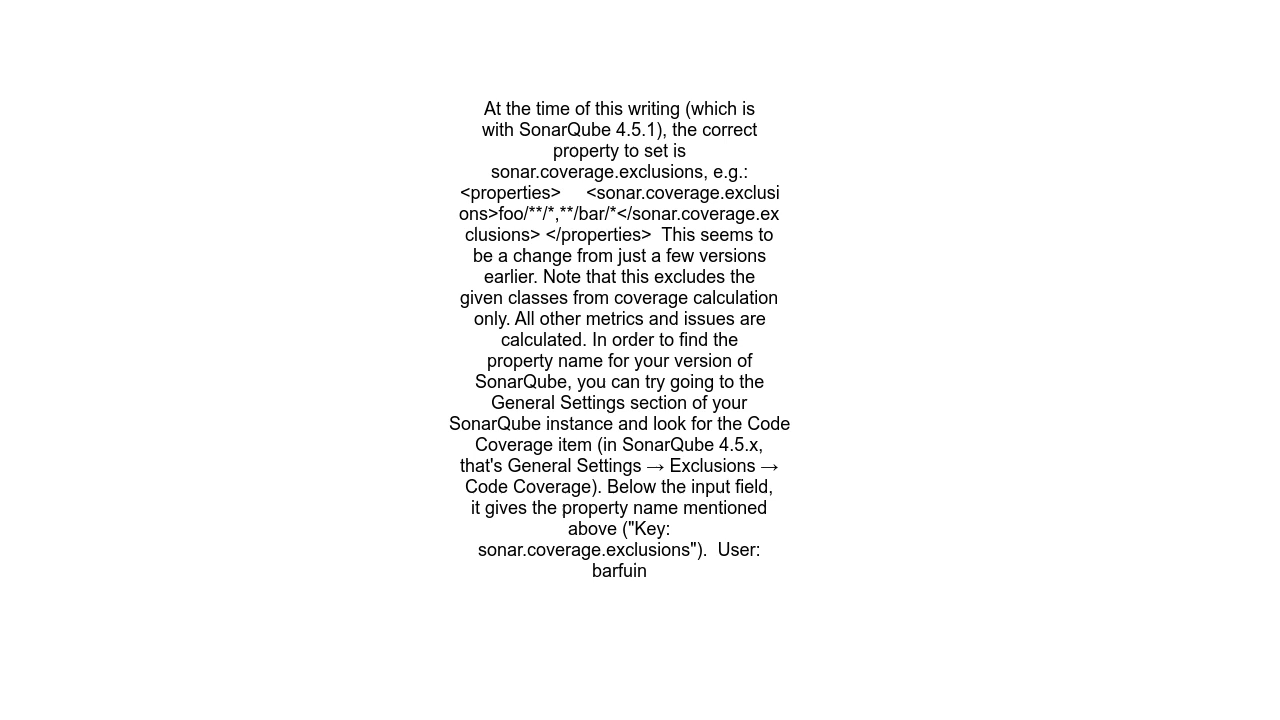 At the time of this writing (which is
with SonarQube 4.5.1), the correct
property to set is
sonar.coverage.exclusions, e.g.:
<properties>     <sonar.coverage.exclusi
ons>foo/**/*,**/bar/*</sonar.coverage.ex
clusions> </properties>  This seems to
be a change from just a few versions
earlier. Note that this excludes the
given classes from coverage calculation
only. All other metrics and issues are
calculated. In order to find the
property name for your version of
SonarQube, you can try going to the
General Settings section of your
SonarQube instance and look for the Code
Coverage item (in SonarQube 4.5.x,
that's General Settings → Exclusions →
Code Coverage). Below the input field,
it gives the property name mentioned
above ("Key:
sonar.coverage.exclusions").  User:
barfuin